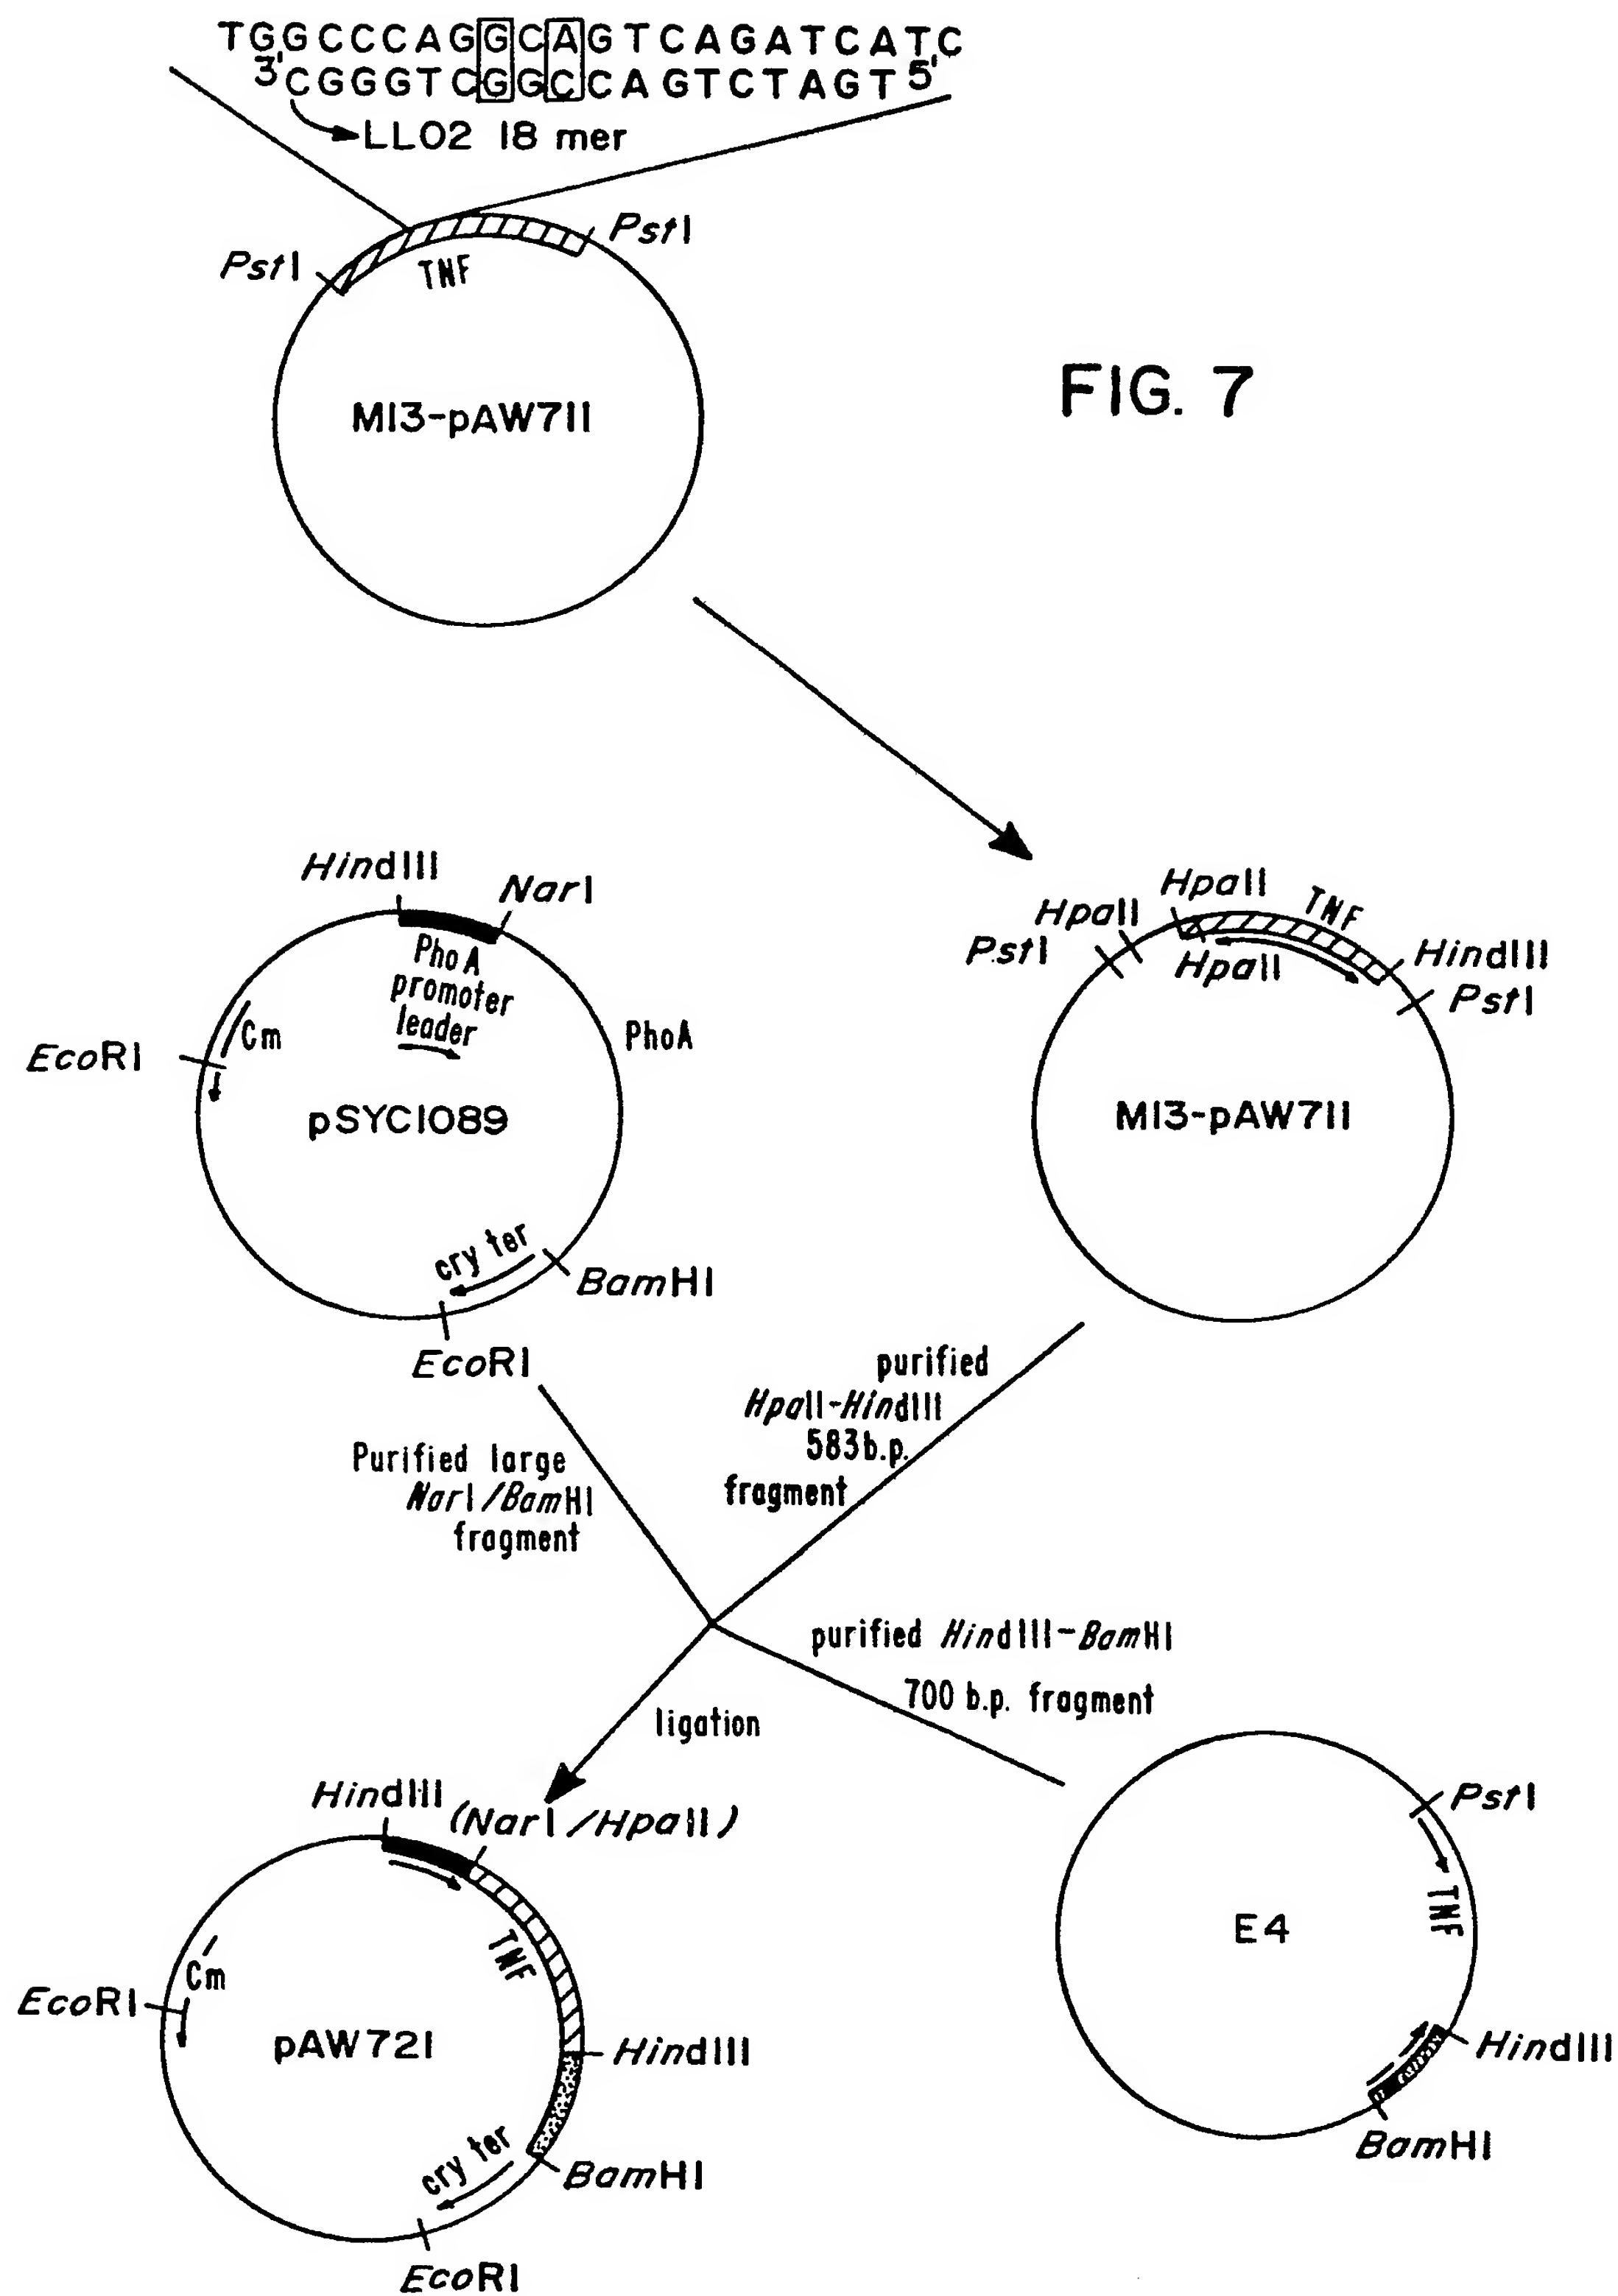 TGGCCCAGGCAGTCAGATCATC
3'CGGGTCGGCCAGTCTAGT5'
LL02 18 mer
PstI
PstI
TNF
M13-pAW711
FIG. 7
HindIII
NarI
PhoA
promoter
leader
PhoA
Cm
EcoRI
pSYC1089
cry ter
BamHI
EcoRI
HpaII
HpaII
TNF
PstI
HpaII
HindIII
PstI
M13-pAW711
purified
HpaII-HindIII
583b.p.
fragment
Purified large
NarI/BamHI
fragment
purified HindIII-BamHI
700 b.p. fragment
ligation
HindIII
(NarI/HpaII)
TNF
Cm
EcoRI
pAW721
HindIII
cry ter
BamHI
EcoRI
PstI
TNF
E4
HindIII
BamHI